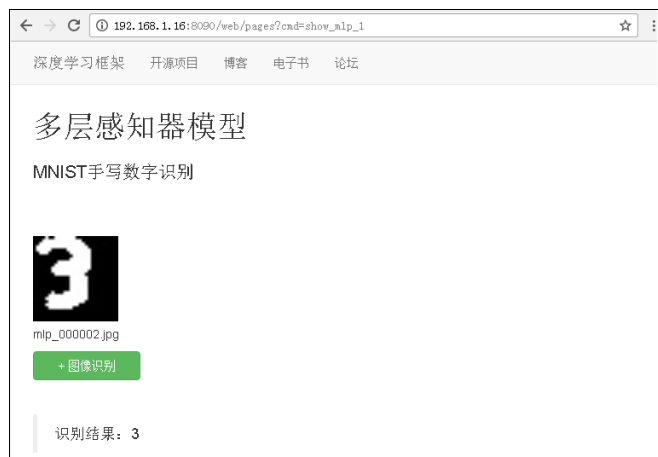 192.168.1.16:8090/web/pages?cmd=show_mlp_1
深度学习框架 开源项目 博客 电子书 论坛
多层感知器模型
MNIST手写数字识别
3
mlp_000002.jpg
+ 图像识别
识别结果：3